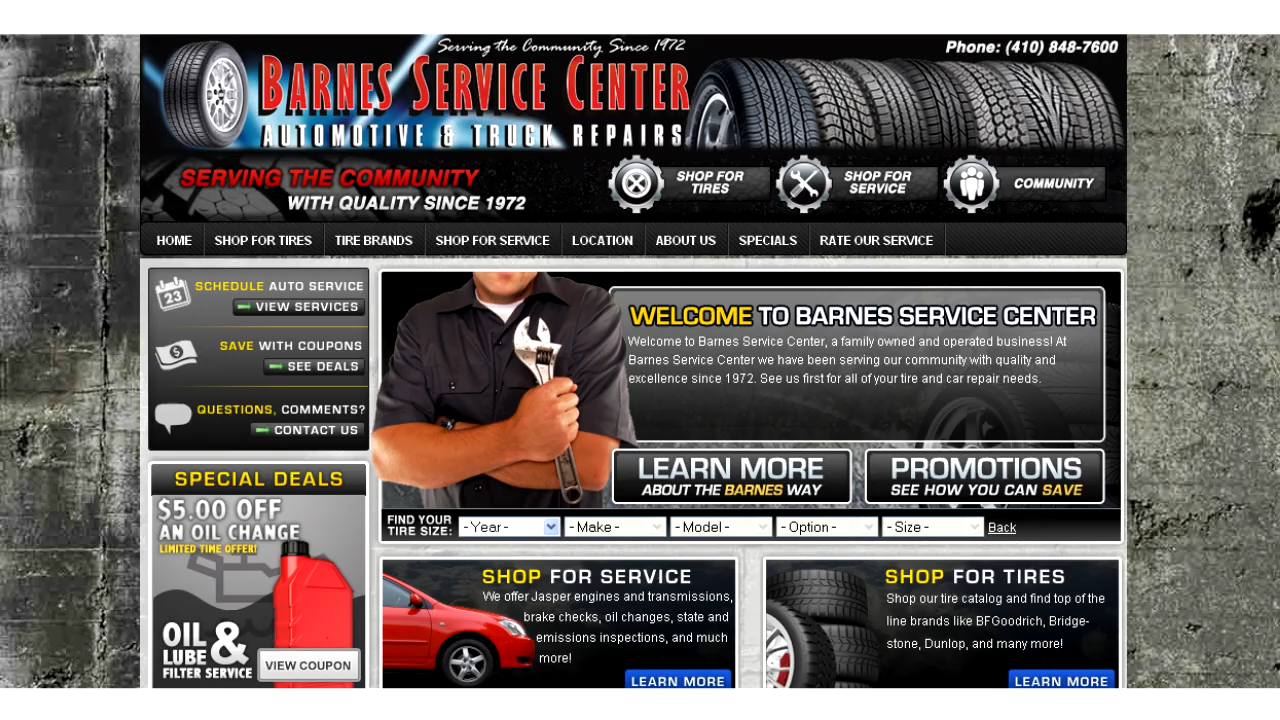 Serving the Community Since 1972
Phone: (410) 848-7600
BARNES SERVICE CENTER
AUTOMOTIVE & TRUCK REPAIRS
SERVING THE COMMUNITY
WITH QUALITY SINCE 1972
SHOP FOR
TIRES
SHOP FOR
SERVICE
COMMUNITY
HOME SHOP FOR TIRES TIRE BRANDS SHOP FOR SERVICE LOCATION ABOUT US SPECIALS RATE OUR SERVICE
23
SCHEDULE AUTO SERVICE
VIEW SERVICES
$
SAVE WITH COUPONS
SEE DEALS
QUESTIONS, COMMENTS?
CONTACT US
SPECIAL DEALS
$5.00 OFF
AN OIL CHANGE
LIMITED TIME OFFER!
OIL
LUBE &
FILTER SERVICE
VIEW COUPON
WELCOME TO BARNES SERVICE CENTER
Welcome to Barnes Service Center, a family owned and operated business! At
Barnes Service Center we have been serving our community with quality and
excellence since 1972. See us first for all of your tire and car repair needs.
LEARN MORE
ABOUT THE BARNES WAY
PROMOTIONS
SEE HOW YOU CAN SAVE
FIND YOUR
TIRE SIZE:
- Year - - Make - - Model - - Option - - Size - Back
SHOP FOR SERVICE
We offer Jasper engines and transmissions,
brake checks, oil changes, state and
emissions inspections, and much
more!
LEARN MORE
SHOP FOR TIRES
Shop our tire catalog and find top of the
line brands like BFGoodrich, Bridge-
stone, Dunlop, and many more!
LEARN MORE